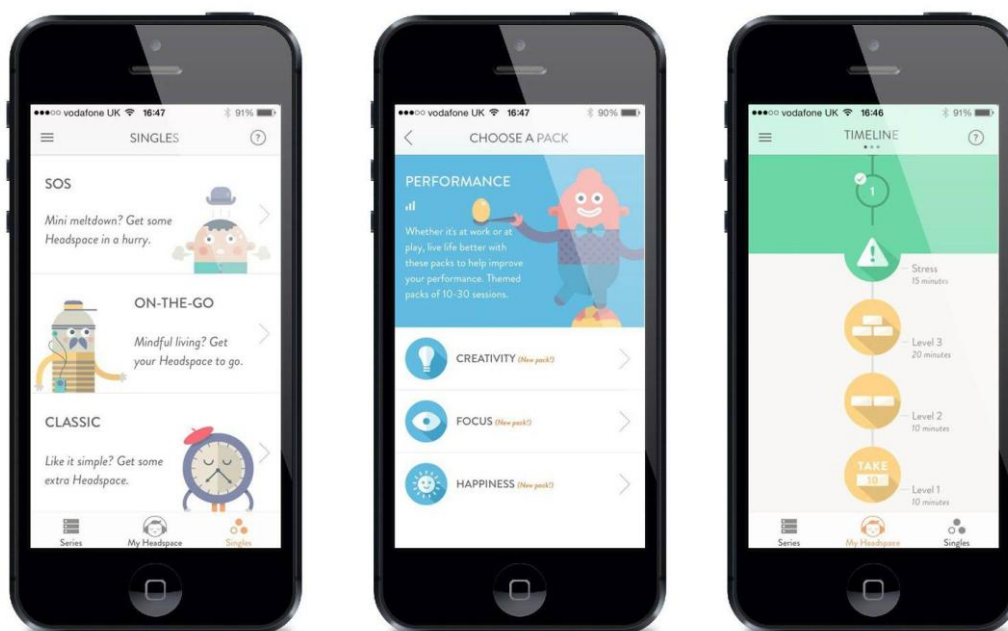 ●●●○○ vodafone UK 16:47 91%
SINGLES
?
SOS
Mini meltdown? Get some
Headspace in a hurry.
ON-THE-GO
Mindful living? Get
your Headspace to go.
CLASSIC
Like it simple? Get some
extra Headspace.
Series My Headspace Singles
●●●○○ vodafone UK 16:47 90%
CHOOSE A PACK
PERFORMANCE
Whether it's at work or at
play, live life better with
these packs to help improve
your performance. Themed
packs of 10-30 sessions.
CREATIVITY (New pack!)
FOCUS (New pack!)
HAPPINESS (New pack!)
●●●○○ vodafone UK 16:46 91%
TIMELINE
?
1
Stress
15 minutes
Level 3
20 minutes
Level 2
10 minutes
TAKE
10
Level 1
10 minutes
Series My Headspace Singles